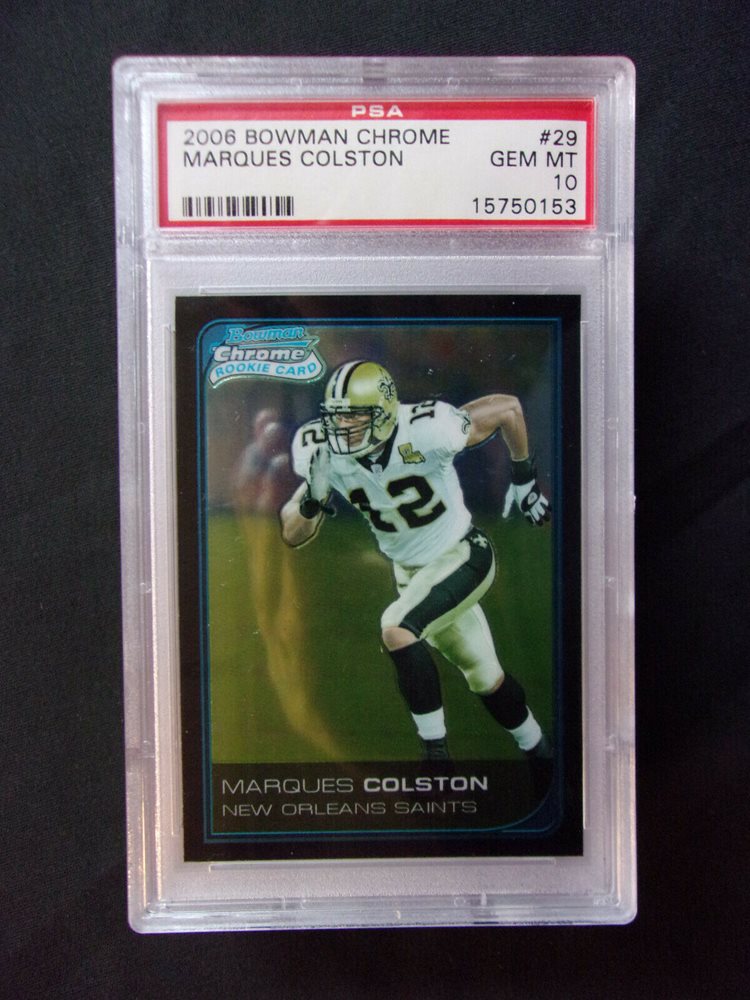 PSA
2006 BOWMAN CHROME #29
MARQUES COLSTON GEM MT
10
15750153
Bowman
Chrome
ROOKIE CARD
12
12
12
MARQUES COLSTON
NEW ORLEANS SAINTS